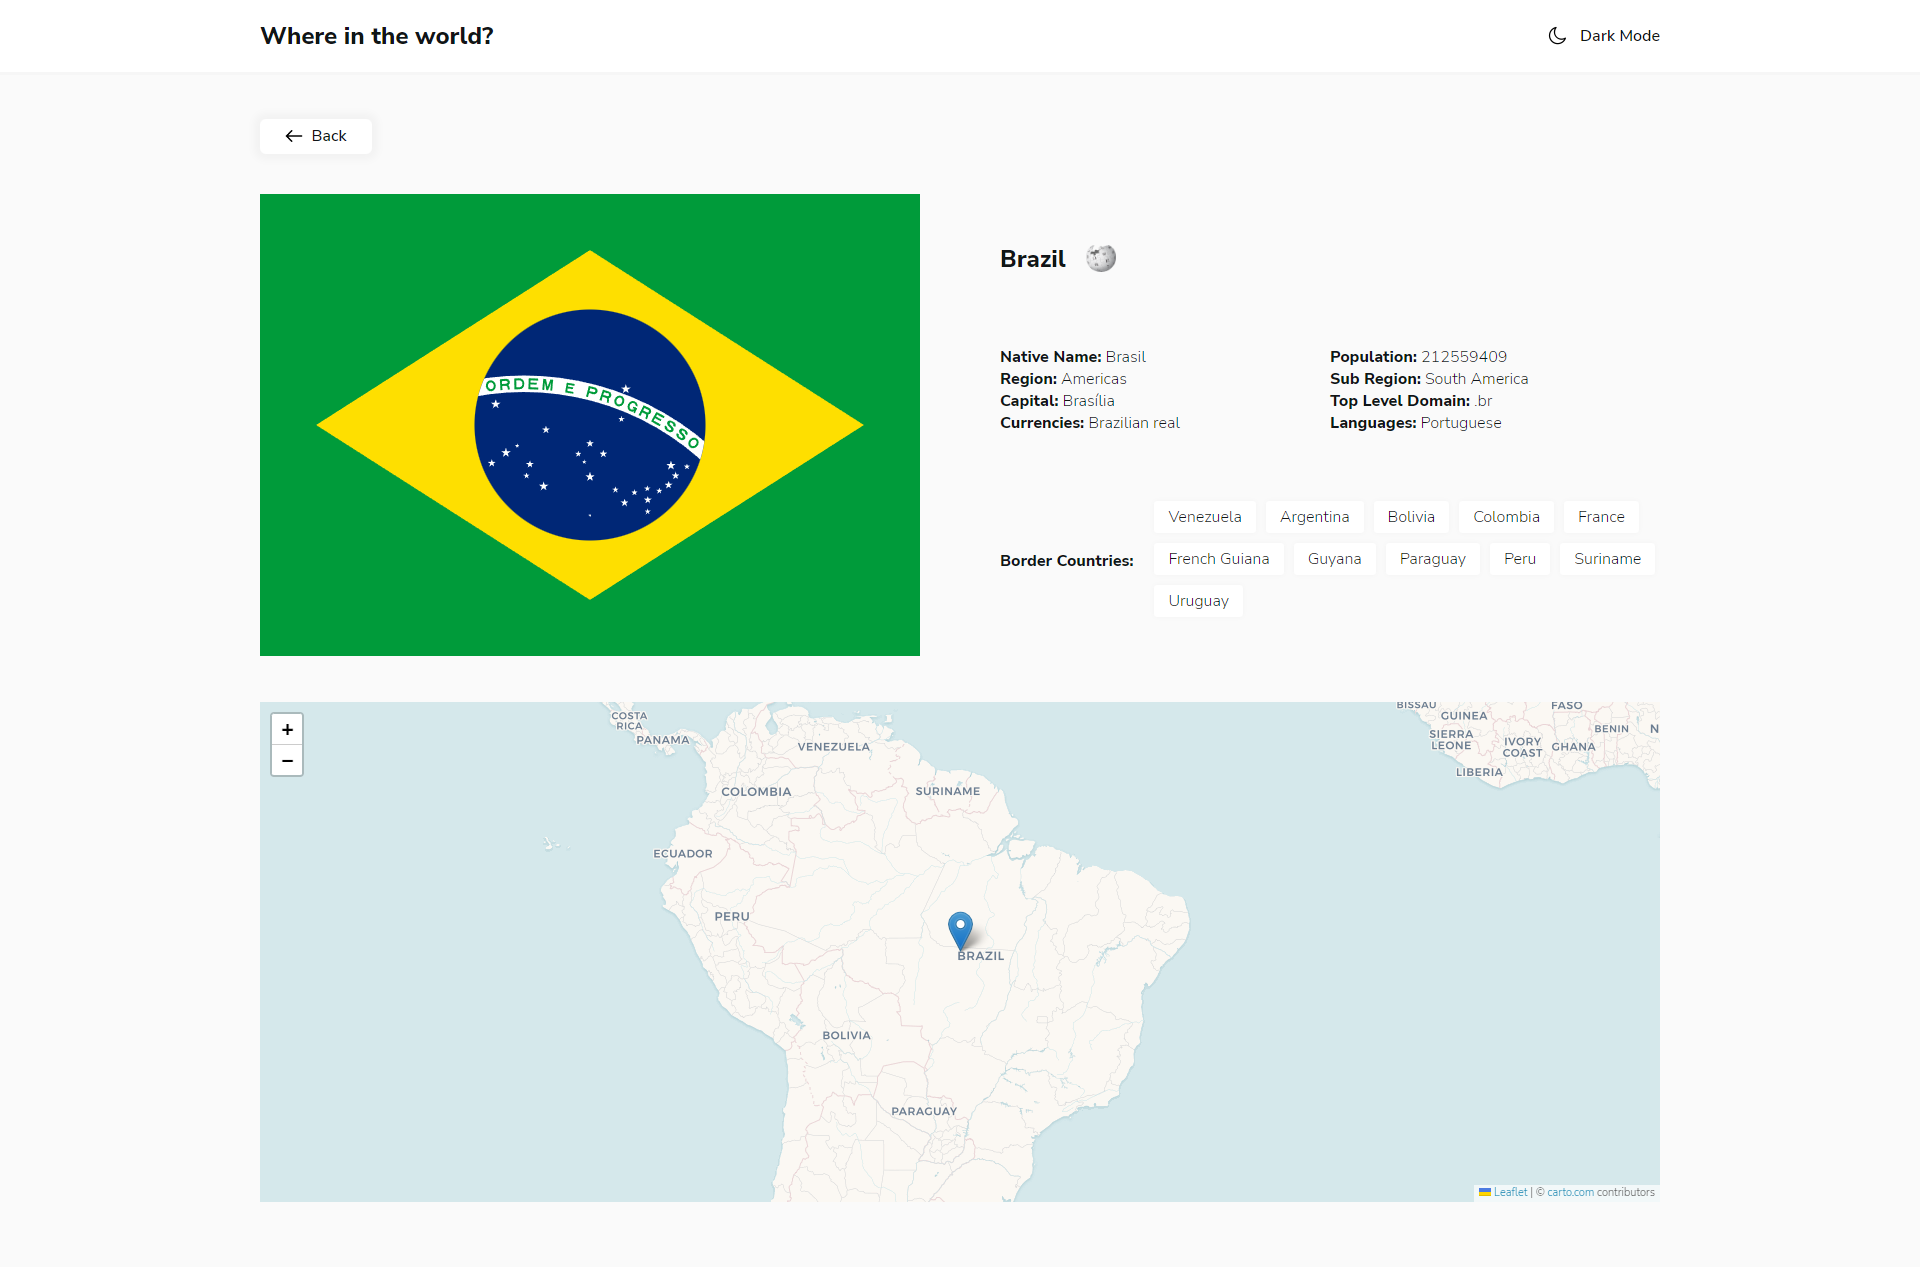 Where in the world?
Dark Mode
Back
ORDEM E PROGRESSO
Brazil
Native Name: Brasil
Region: Americas
Capital: Brasília
Currencies: Brazilian real
Population: 212559409
Sub Region: South America
Top Level Domain: .br
Languages: Portuguese
Border Countries:
Venezuela Argentina Bolivia Colombia France
French Guiana Guyana Paraguay Peru Suriname
Uruguay
+
−
COSTA
RICA
PANAMA
VENEZUELA
COLOMBIA
SURINAME
ECUADOR
PERU
BRAZIL
BOLIVIA
PARAGUAY
BISSAU
GUINEA
FASO
SIERRA
LEONE
IVORY
COAST
GHANA
BENIN
N
LIBERIA
Leaflet | © carto.com contributors